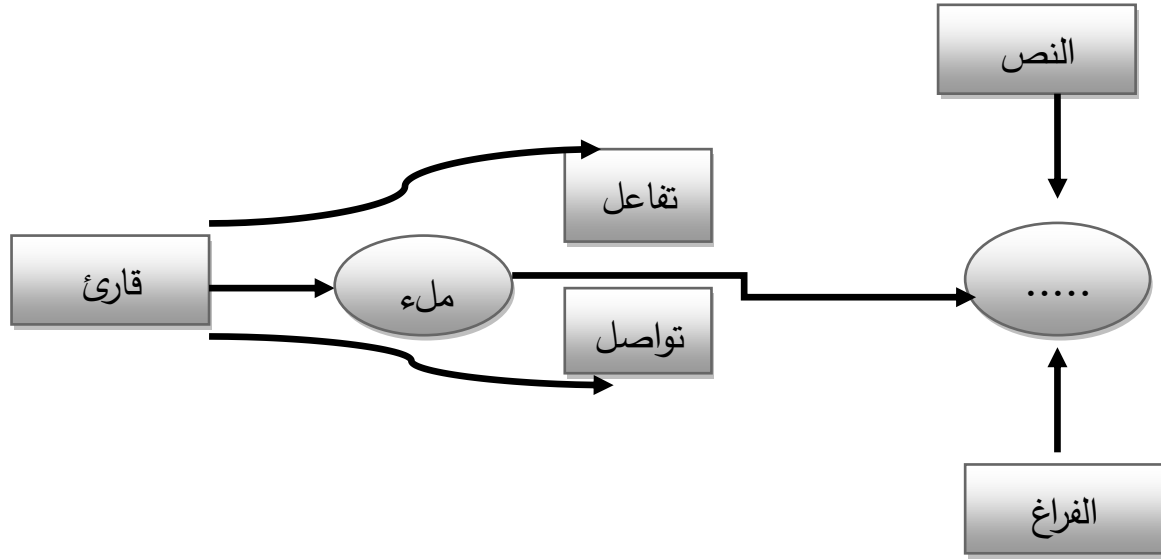 النص
تفاعل
قارئ
ملء
.....
تواصل
الفراغ